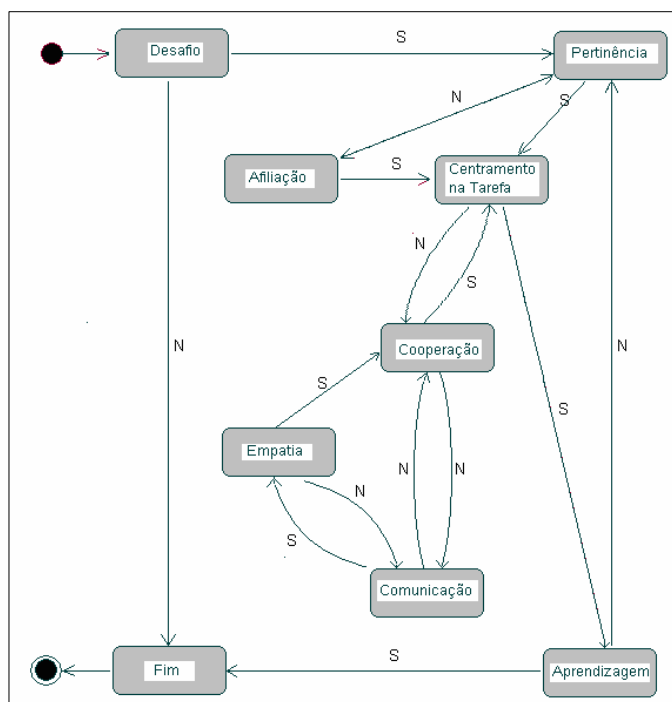 Desafio
S
Pertinência
N
S
Afiliação
S
Centramento
na Tarefa
N
S
N
Cooperação
N
S
S
Empatia
N
N
N
S
Comunicação
S
Fim
Aprendizagem